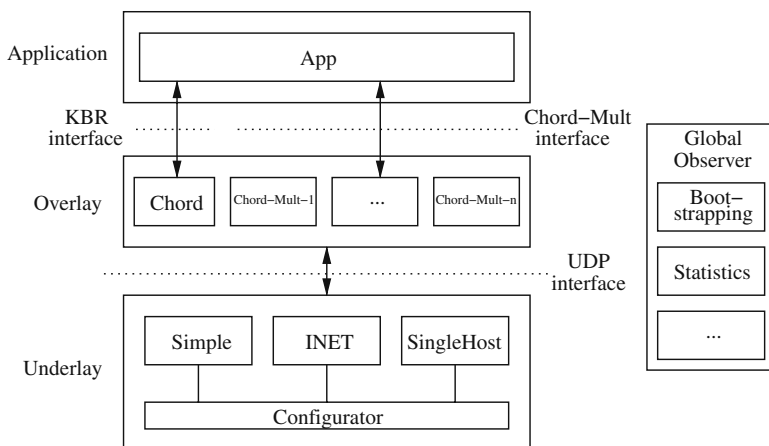 Application
App
KBR
interface
Chord−Mult
interface
Overlay
Chord
Chord−Mult−1
...
Chord−Mult−n
UDP
interface
Underlay
Simple
INET
SingleHost
Configurator
Global
Observer
Boot−
strapping
Statistics
...